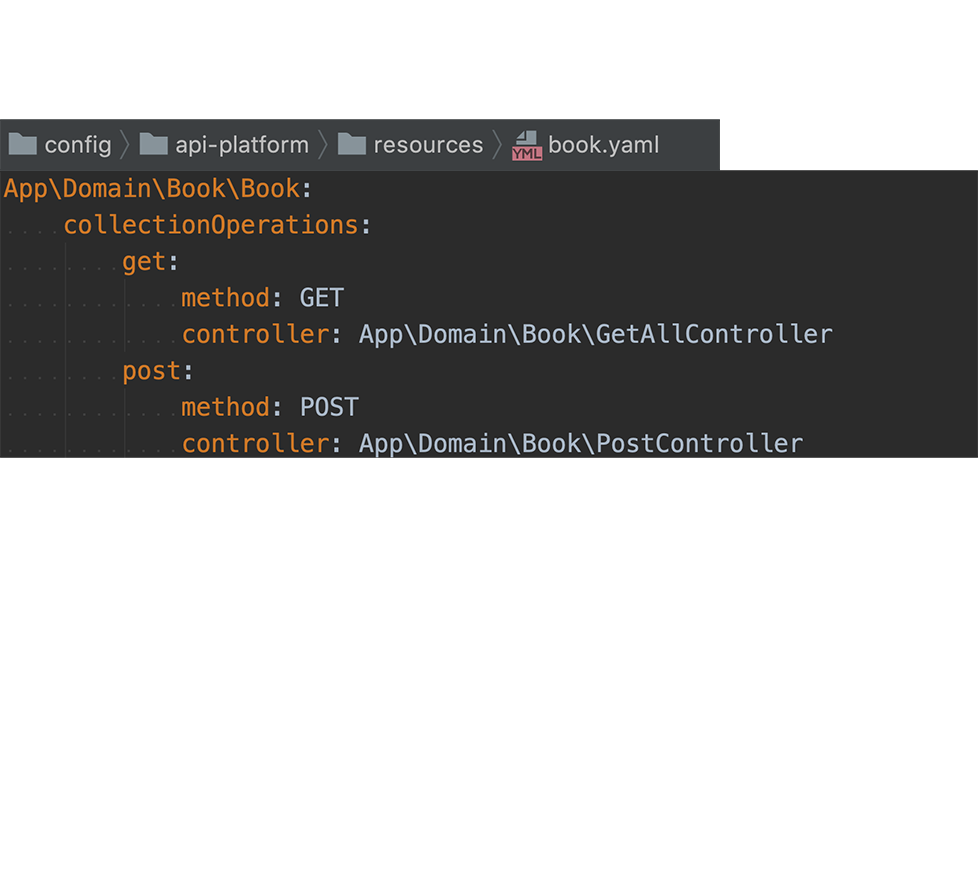 config api-platform resources YML book.yaml
App\Domain\Book\Book:
    collectionOperations:
        get:
            method: GET
            controller: App\Domain\Book\GetAllController
        post:
            method: POST
            controller: App\Domain\Book\PostController